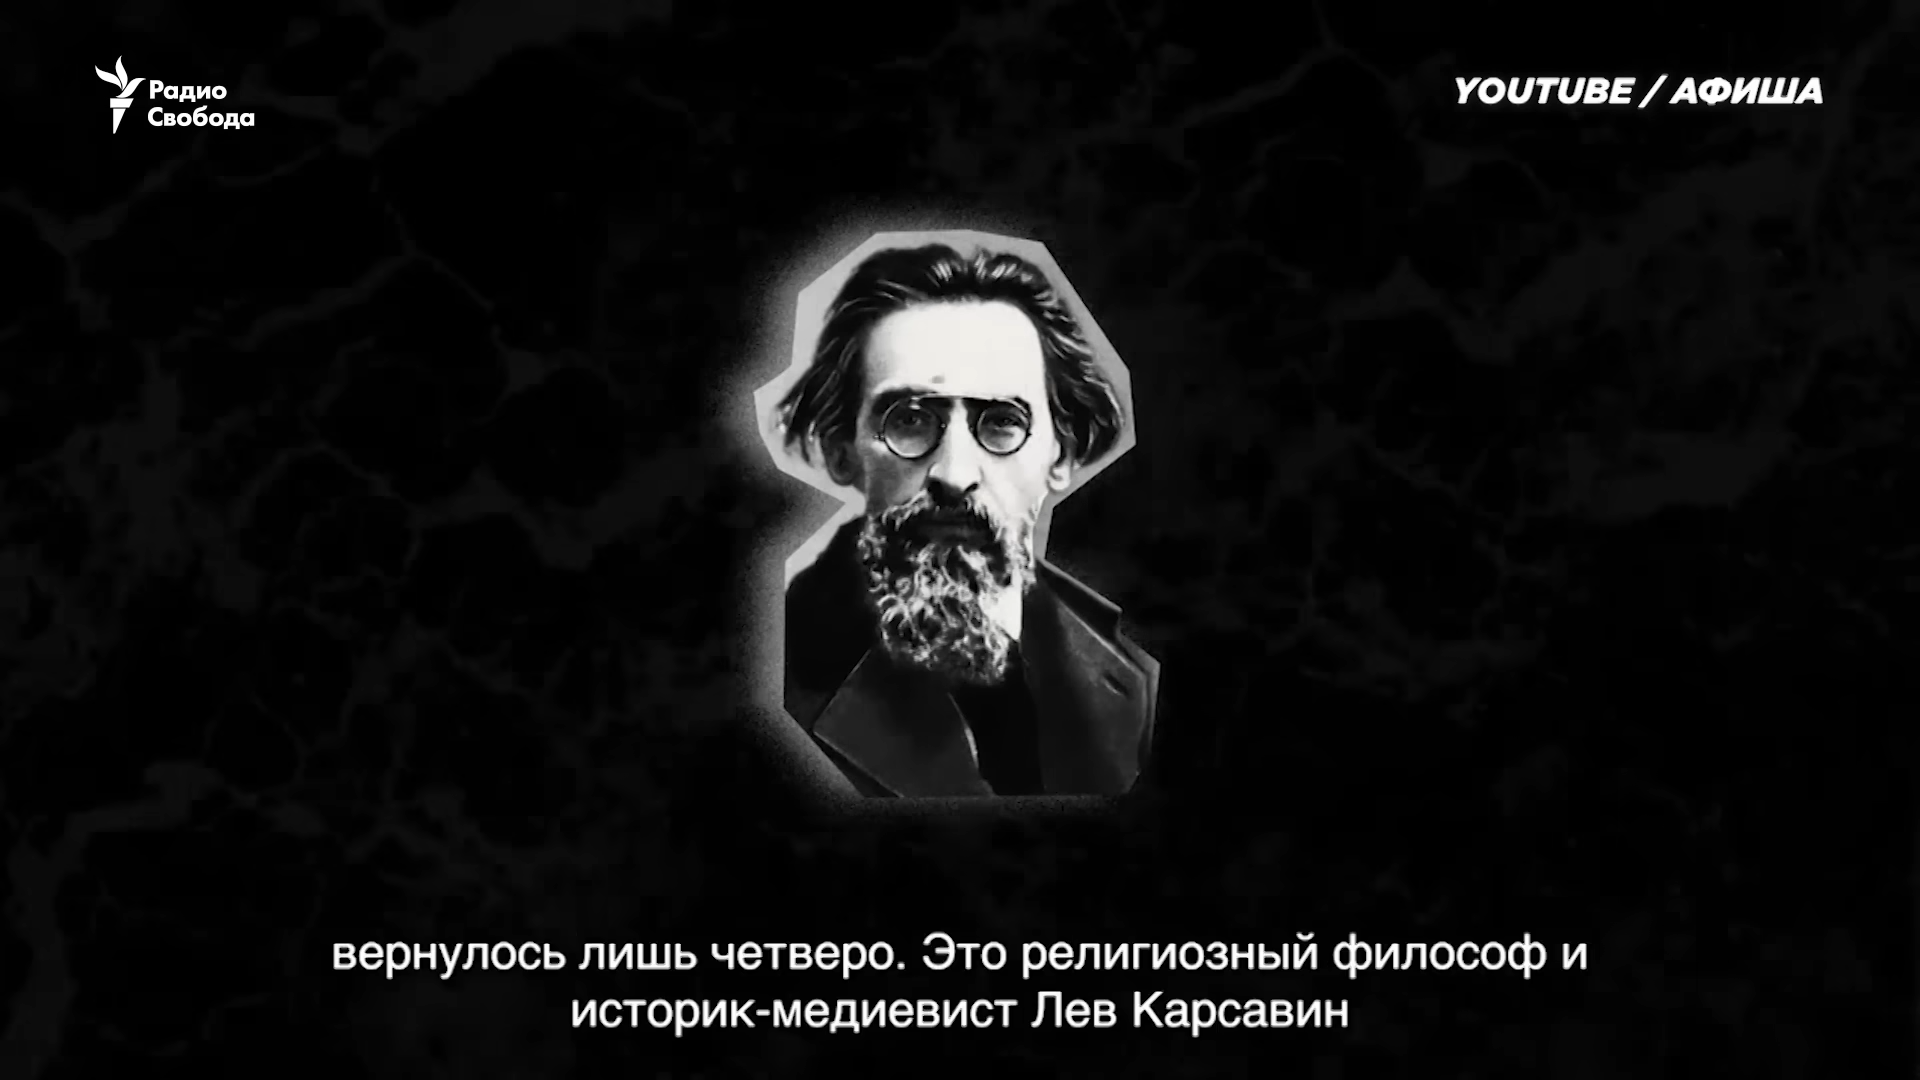 Радио
Свобода
YOUTUBE / АФИША
вернулось лишь четверо. Это религиозный философ и
историк-медиевист Лев Карсавин